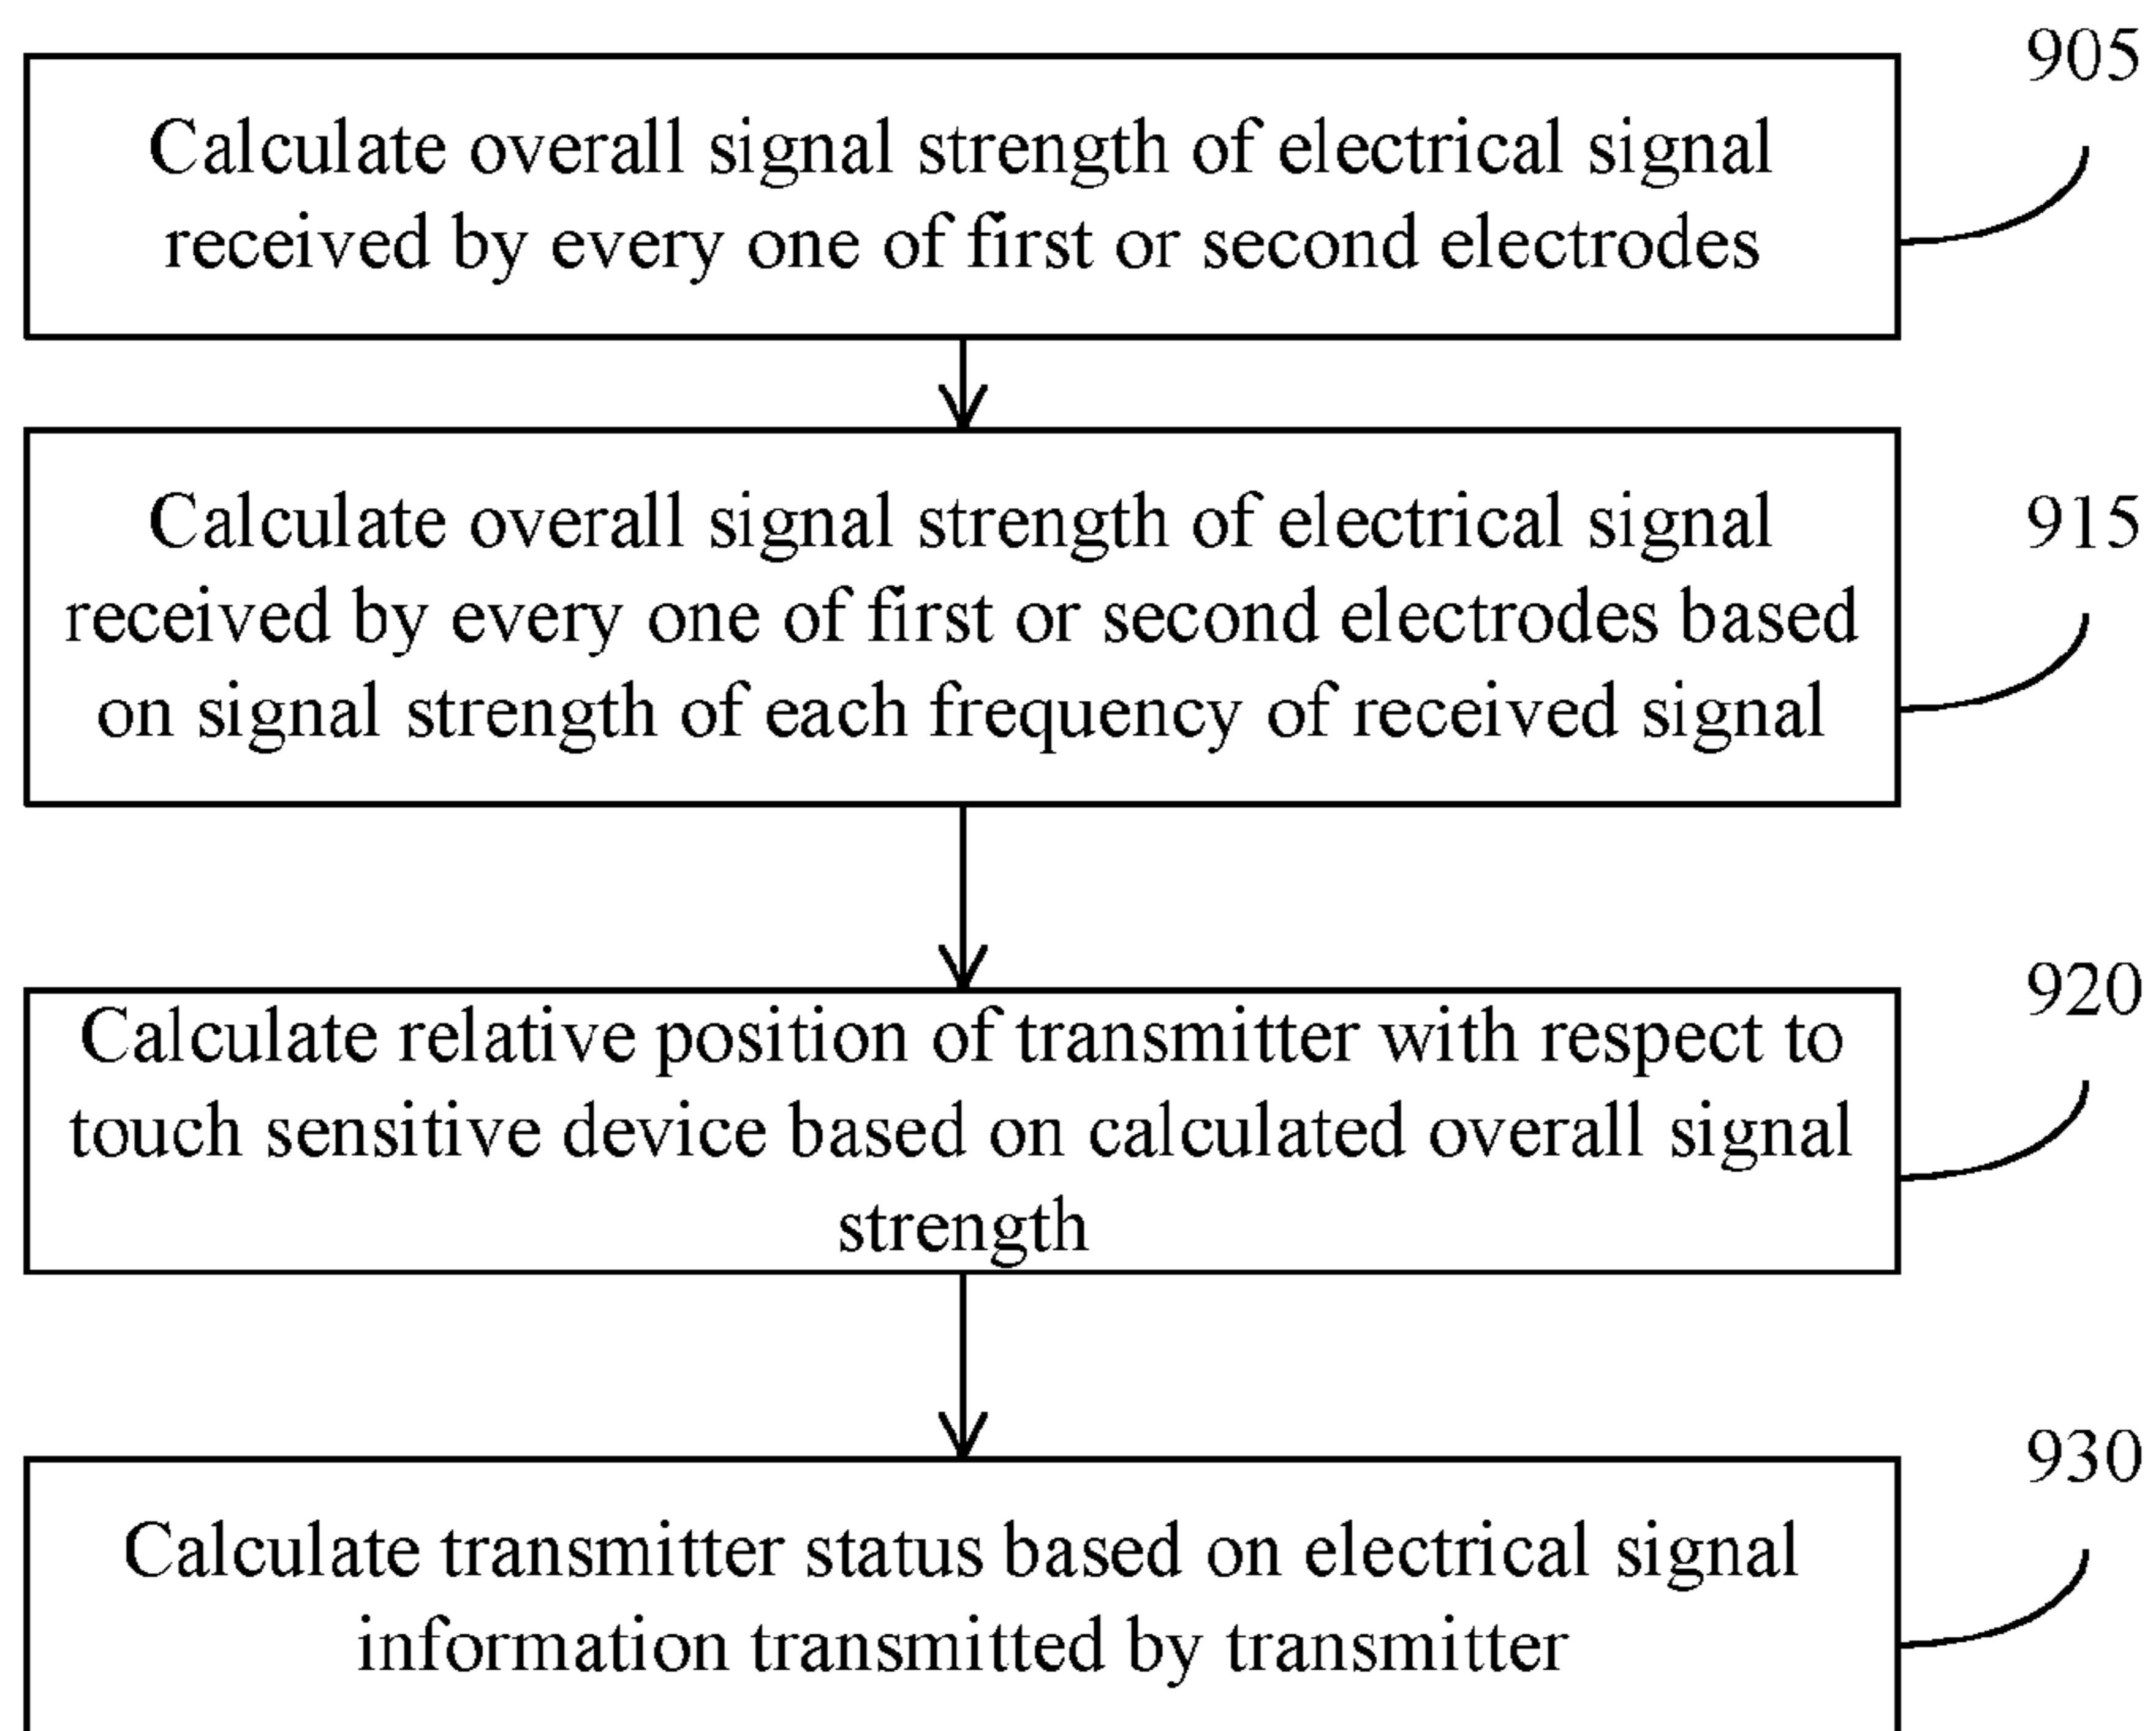 905
Calculate overall signal strength of electrical signal
received by every one of first or second electrodes
915
Calculate overall signal strength of electrical signal
received by every one of first or second electrodes based
on signal strength of each frequency of received signal
920
Calculate relative position of transmitter with respect to
touch sensitive device based on calculated overall signal
strength
930
Calculate transmitter status based on electrical signal
information transmitted by transmitter